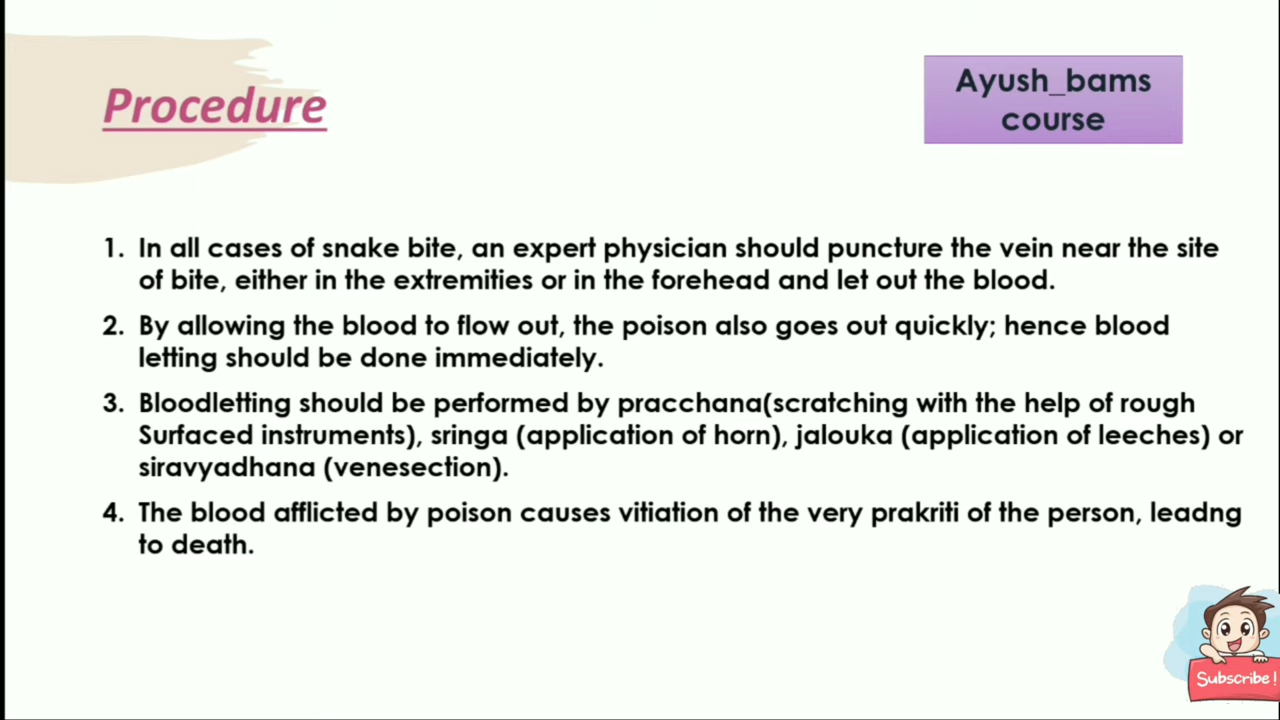 Procedure
Ayush_bams
course
1. In all cases of snake bite, an expert physician should puncture the vein near the site
of bite, either in the extremities or in the forehead and let out the blood.
2. By allowing the blood to flow out, the poison also goes out quickly; hence blood
letting should be done immediately.
3. Bloodletting should be performed by pracchana(scratching with the help of rough
Surfaced instruments), sringa (application of horn), jalouka (application of leeches) or
siravyadhana (venesection).
4. The blood afflicted by poison causes vitiation of the very prakriti of the person, leadng
to death.
Subscribe!